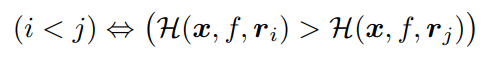 (i < j) ⇔ (ℋ(𝒙, f, 𝒓ᵢ) > ℋ(𝒙, f, 𝒓ⱼ))